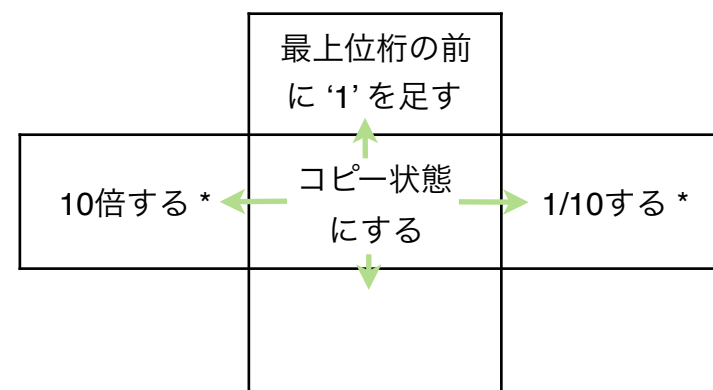 最上位桁の前
に ‘1’ を足す
10倍する *
コピー状態
にする
1/10する *